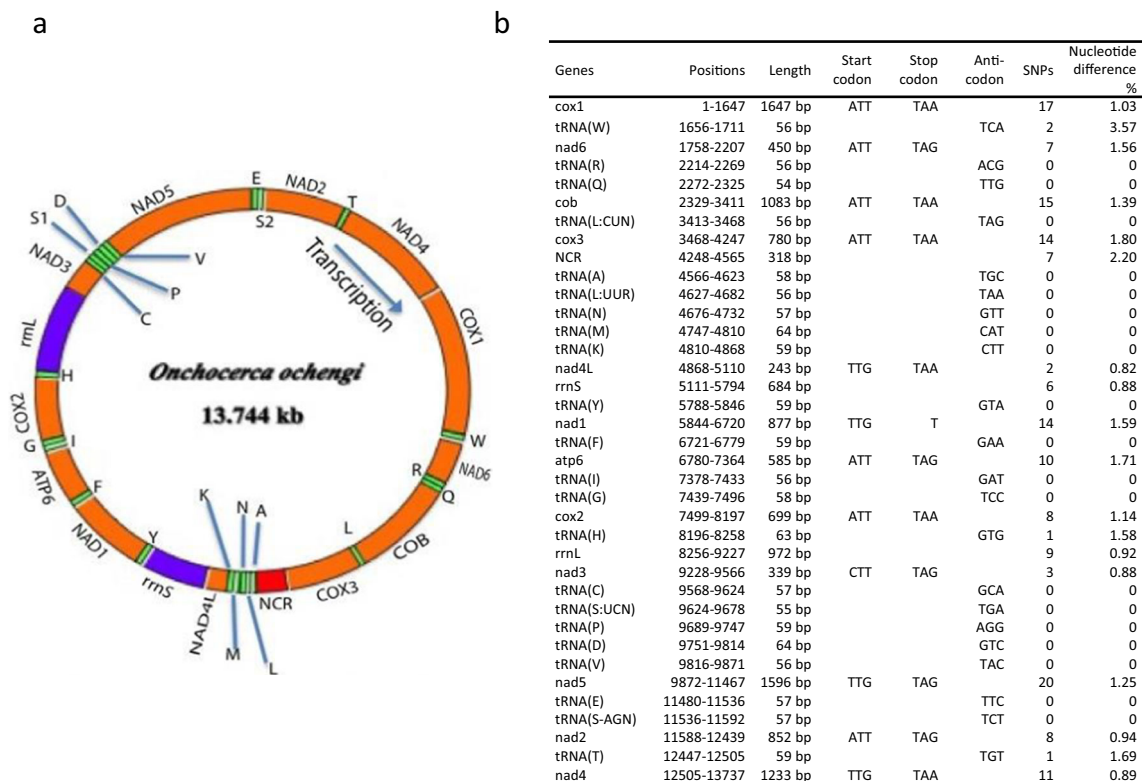 a
b
E
NAD2
T
S2
NAD5
D
S1
NAD3
V
P
C
NAD4
Transcription
COX1
rrnL
Onchocerca ochengi
13.744 kb
H
COX2
G
I
W
NAD6
R
Q
ATP6
F
K
N
A
L
COB
NAD1
Y
rrnS
NAD4L
NCR
COX3
M
L
Genes Positions Length Start codon Stop codon Anti-codon SNPs Nucleotide difference %
cox1 1-1647 1647 bp ATT TAA 17 1.03
tRNA(W) 1656-1711 56 bp TCA 2 3.57
nad6 1758-2207 450 bp ATT TAG 7 1.56
tRNA(R) 2214-2269 56 bp ACG 0 0
tRNA(Q) 2272-2325 54 bp TTG 0 0
cob 2329-3411 1083 bp ATT TAA 15 1.39
tRNA(L:CUN) 3413-3468 56 bp TAG 0 0
cox3 3468-4247 780 bp ATT TAA 14 1.80
NCR 4248-4565 318 bp 7 2.20
tRNA(A) 4566-4623 58 bp TGC 0 0
tRNA(L:UUR) 4627-4682 56 bp TAA 0 0
tRNA(N) 4676-4732 57 bp GTT 0 0
tRNA(M) 4747-4810 64 bp CAT 0 0
tRNA(K) 4810-4868 59 bp CTT 0 0
nad4L 4868-5110 243 bp TTG TAA 2 0.82
rrnS 5111-5794 684 bp 6 0.88
tRNA(Y) 5788-5846 59 bp GTA 0 0
nad1 5844-6720 877 bp TTG T 14 1.59
tRNA(F) 6721-6779 59 bp GAA 0 0
atp6 6780-7364 585 bp ATT TAG 10 1.71
tRNA(I) 7378-7433 56 bp GAT 0 0
tRNA(G) 7439-7496 58 bp TCC 0 0
cox2 7499-8197 699 bp ATT TAA 8 1.14
tRNA(H) 8196-8258 63 bp GTG 1 1.58
rrnL 8256-9227 972 bp 9 0.92
nad3 9228-9566 339 bp CTT TAG 3 0.88
tRNA(C) 9568-9624 57 bp GCA 0 0
tRNA(S:UCN) 9624-9678 55 bp TGA 0 0
tRNA(P) 9689-9747 59 bp AGG 0 0
tRNA(D) 9751-9814 64 bp GTC 0 0
tRNA(V) 9816-9871 56 bp TAC 0 0
nad5 9872-11467 1596 bp TTG TAG 20 1.25
tRNA(E) 11480-11536 57 bp TTC 0 0
tRNA(S-AGN) 11536-11592 57 bp TCT 0 0
nad2 11588-12439 852 bp ATT TAG 8 0.94
tRNA(T) 12447-12505 59 bp TGT 1 1.69
nad4 12505-13737 1233 bp TTG TAA 11 0.89